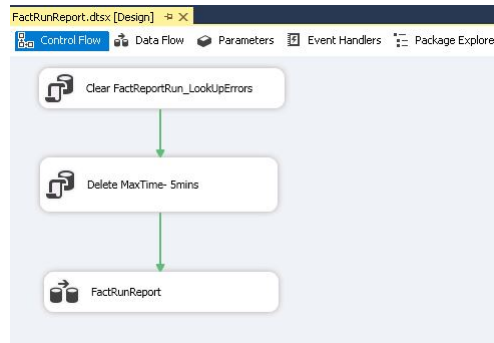 FactRunReport.dtsx [Design]
Control Flow Data Flow Parameters Event Handlers Package Explore
Clear FactReportRun_LookUpErrors
Delete MaxTime- 5mins
FactRunReport